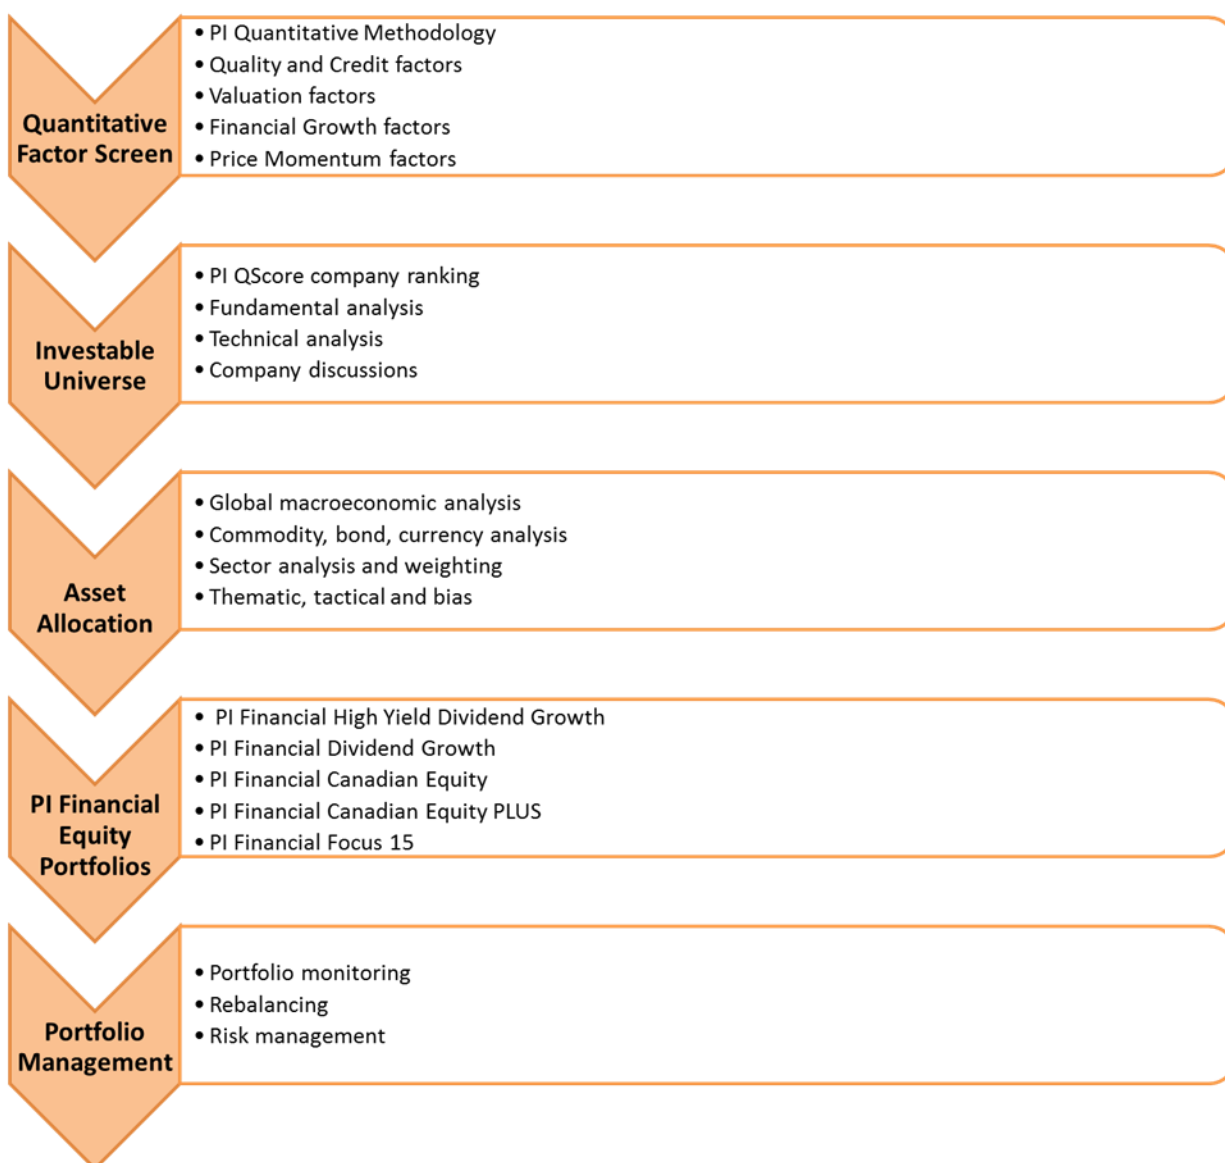 Quantitative
Factor Screen
• PI Quantitative Methodology
• Quality and Credit factors
• Valuation factors
• Financial Growth factors
• Price Momentum factors
Investable
Universe
• PI QScore company ranking
• Fundamental analysis
• Technical analysis
• Company discussions
Asset
Allocation
• Global macroeconomic analysis
• Commodity, bond, currency analysis
• Sector analysis and weighting
• Thematic, tactical and bias
PI Financial
Equity
Portfolios
• PI Financial High Yield Dividend Growth
• PI Financial Dividend Growth
• PI Financial Canadian Equity
• PI Financial Canadian Equity PLUS
• PI Financial Focus 15
Portfolio
Management
• Portfolio monitoring
• Rebalancing
• Risk management